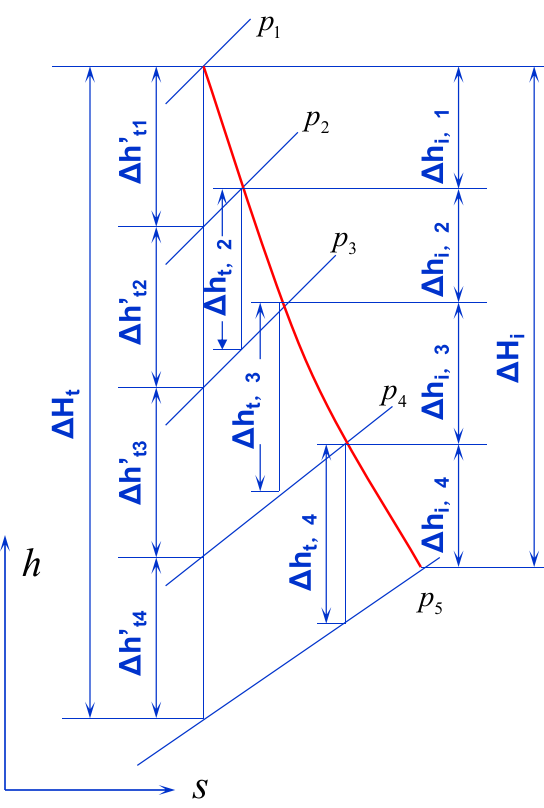 p₁
p₂
p₃
p₄
p₅
ΔHₜ
Δh'ₜ₁
Δh'ₜ₂
Δh'ₜ₃
Δh'ₜ₄
Δhₜ, ₂
Δhₜ, ₃
Δhₜ, ₄
Δhᵢ, ₁
Δhᵢ, ₂
Δhᵢ, ₃
Δhᵢ, ₄
ΔHᵢ
h
s